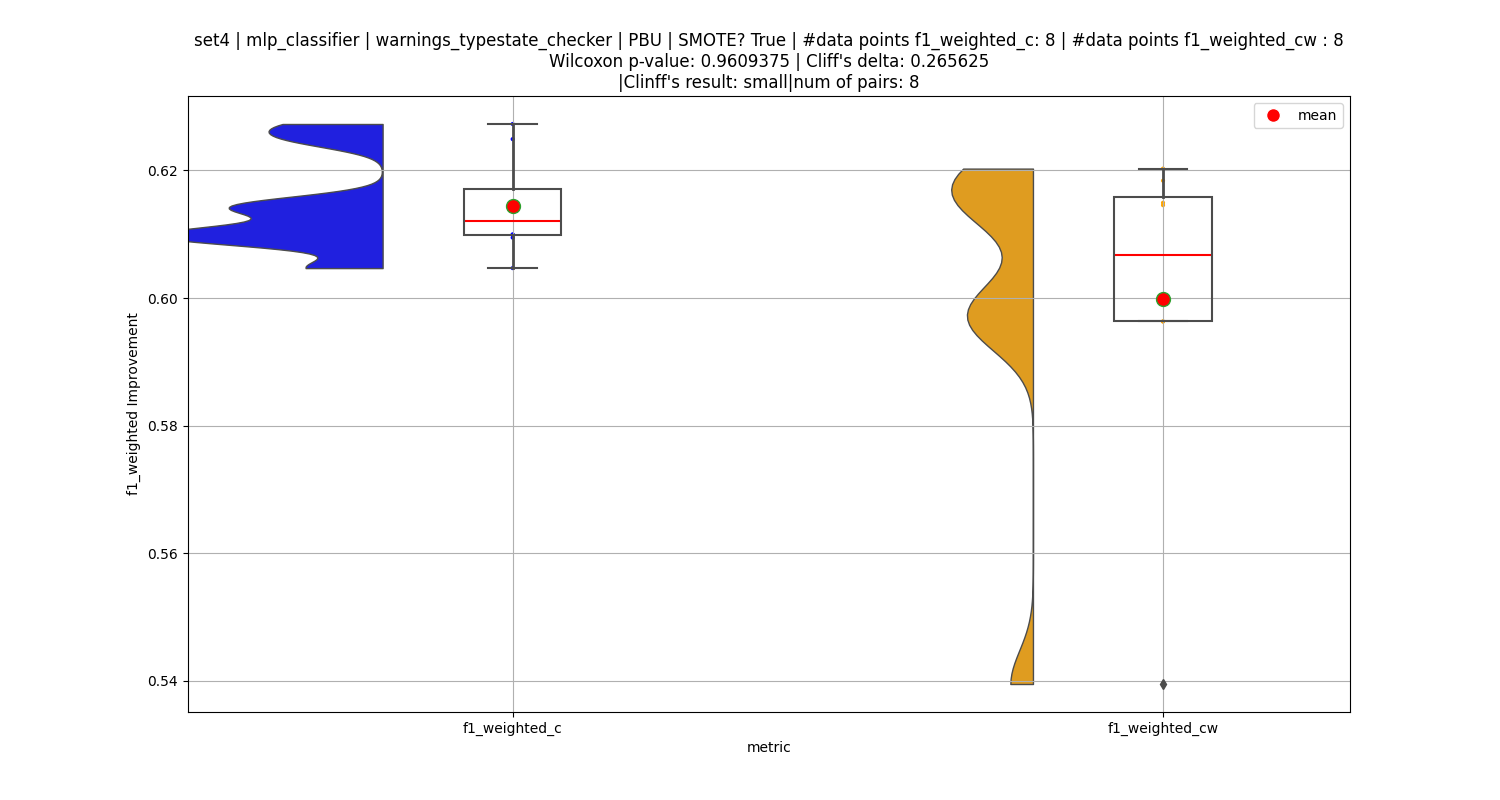 set4 | mlp_classifier | warnings_typestate_checker | PBU | SMOTE? True | #data points f1_weighted_c: 8 | #data points f1_weighted_cw : 8
Wilcoxon p-value: 0.9609375 | Cliff's delta: 0.265625
|Clinff's result: small|num of pairs: 8
mean
0.62
0.60
0.58
0.56
0.54
f1_weighted Improvement
f1_weighted_c
f1_weighted_cw
metric